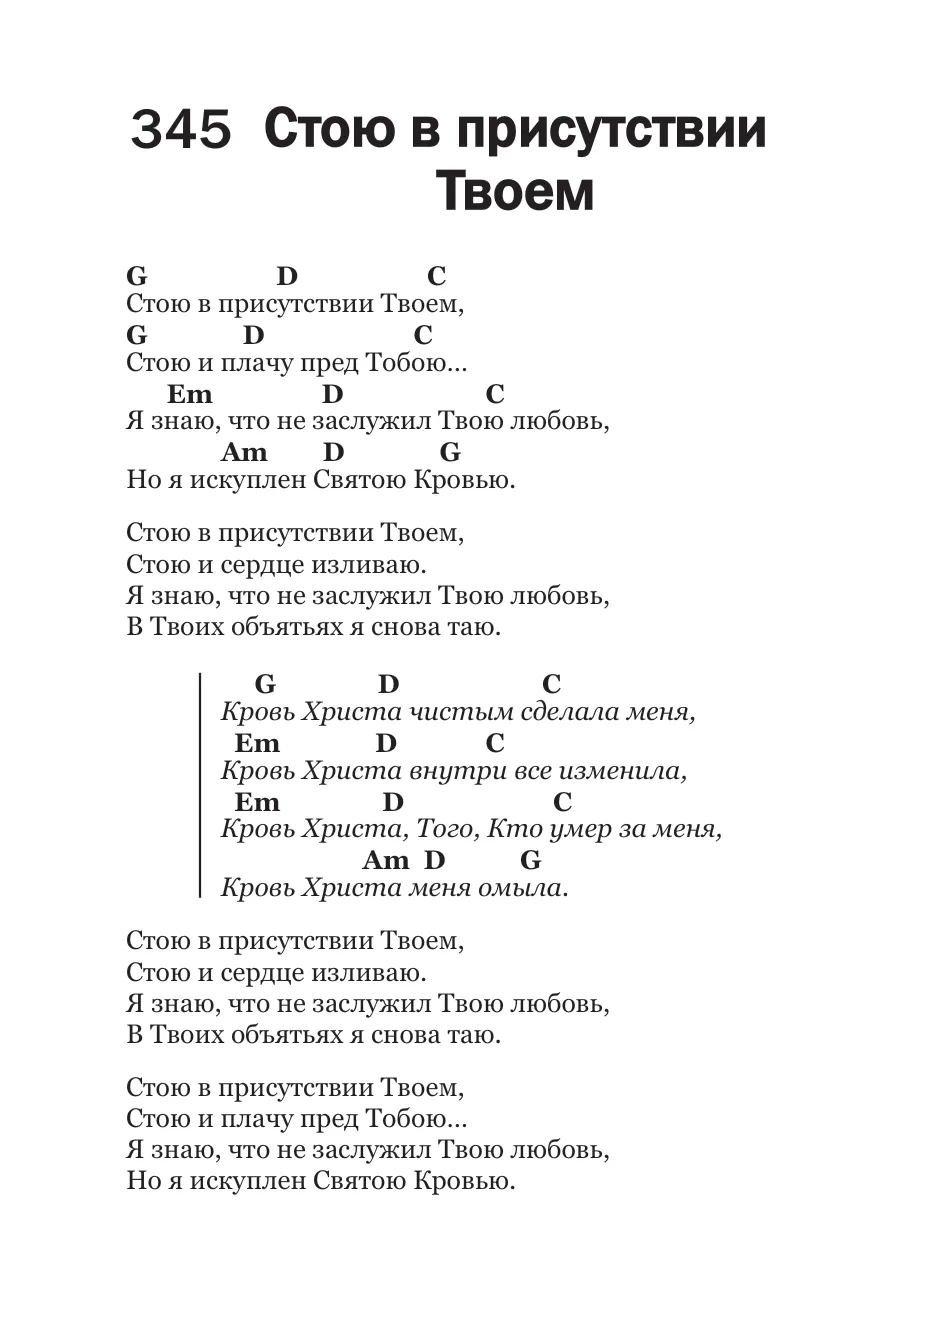 345 Стою в присутствии
Твоем
G D C
Стою в присутствии Твоем,
G D C
Стою и плачу пред Тобою...
Em D C
Я знаю, что не заслужил Твою любовь,
Am D G
Но я искуплен Святою Кровью.
Стою в присутствии Твоем,
Стою и сердце изливаю.
Я знаю, что не заслужил Твою любовь,
В Твоих объятьях я снова таю.
G D C
Кровь Христа чистым сделала меня,
Em D C
Кровь Христа внутри все изменила,
Em D C
Кровь Христа, Того, Кто умер за меня,
Am D G
Кровь Христа меня омыла.
Стою в присутствии Твоем,
Стою и сердце изливаю.
Я знаю, что не заслужил Твою любовь,
В Твоих объятьях я снова таю.
Стою в присутствии Твоем,
Стою и плачу пред Тобою...
Я знаю, что не заслужил Твою любовь,
Но я искуплен Святою Кровью.